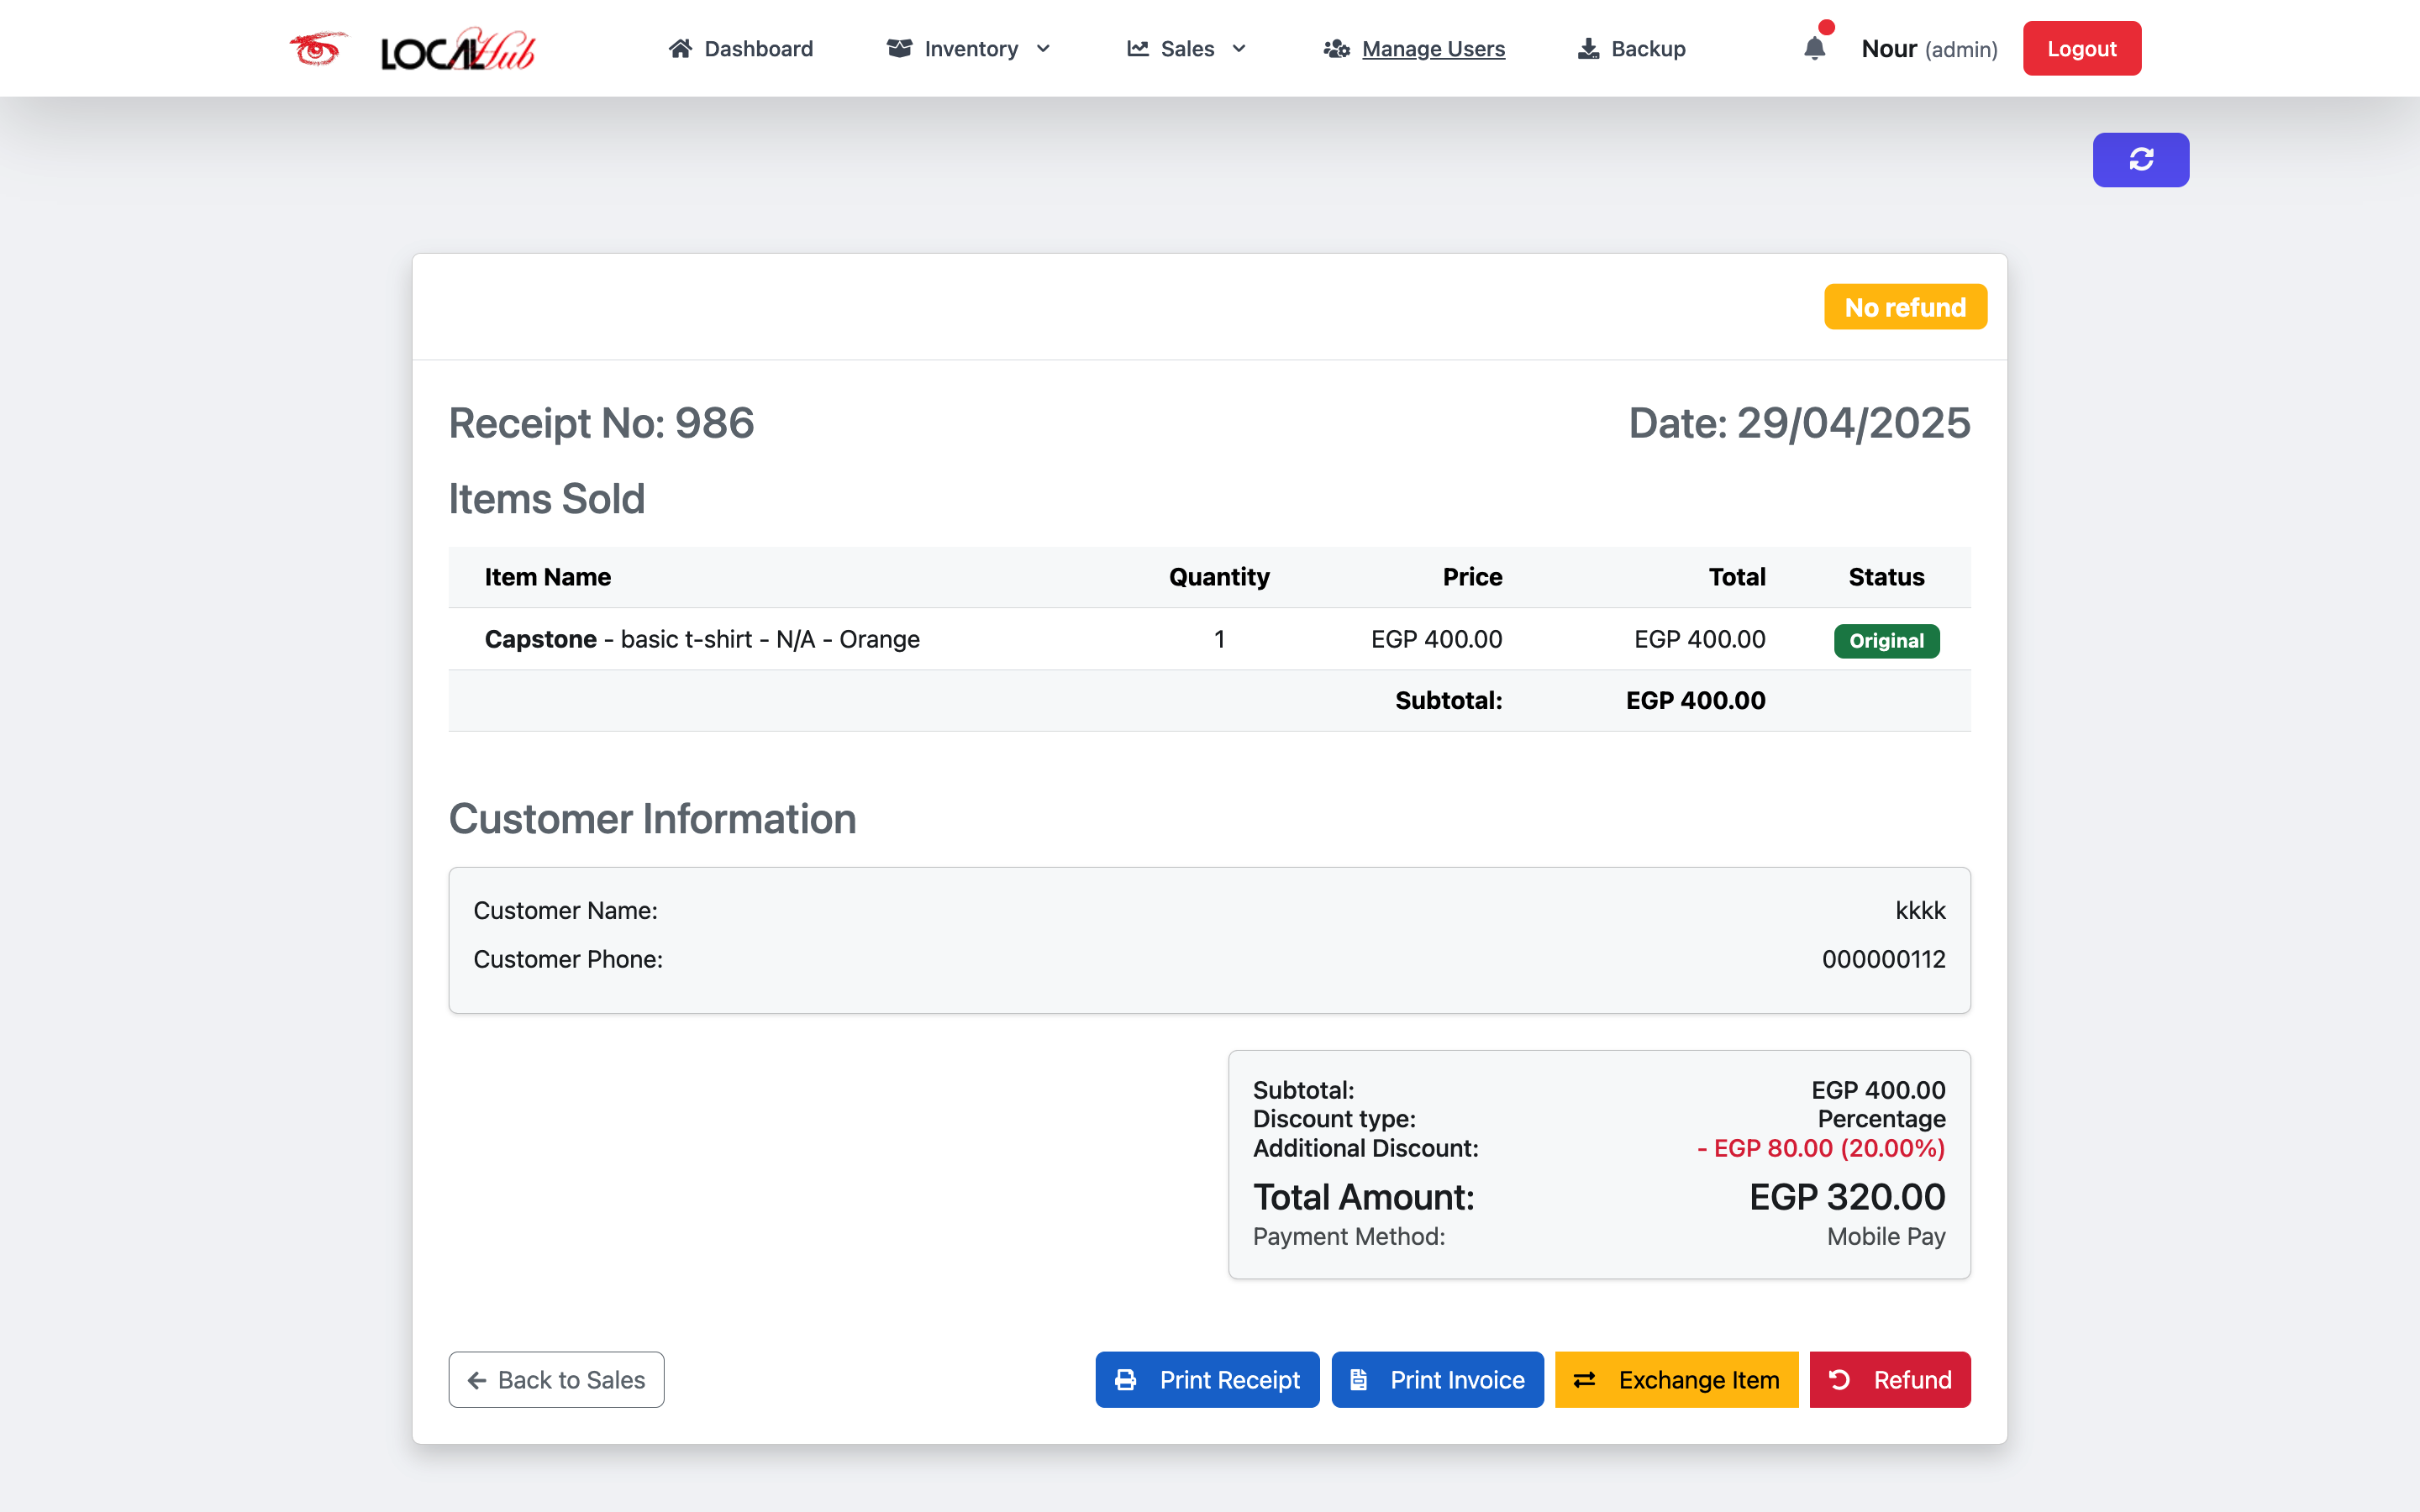 LOCAL Hub
Dashboard Inventory Sales Manage Users Backup Nour (admin) Logout
No refund
Receipt No: 986 Date: 29/04/2025
Items Sold
Item Name Quantity Price Total Status
Capstone - basic t-shirt - N/A - Orange 1 EGP 400.00 EGP 400.00 Original
Subtotal: EGP 400.00
Customer Information
Customer Name: kkkk
Customer Phone: 000000112
Subtotal: EGP 400.00
Discount type: Percentage
Additional Discount: - EGP 80.00 (20.00%)
Total Amount: EGP 320.00
Payment Method: Mobile Pay
Back to Sales Print Receipt Print Invoice Exchange Item Refund